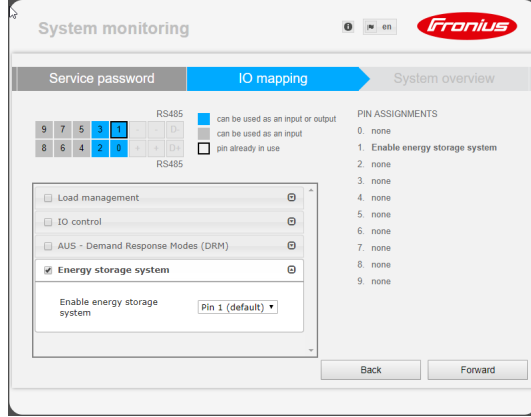 System monitoring
en
Fronius
Service password
IO mapping
System overview
RS485
9 7 5 3 1 - - D-
8 6 4 2 0 + + D+
RS485
can be used as an input or output
can be used as an input
pin already in use
PIN ASSIGNMENTS
0. none
1. Enable energy storage system
2. none
3. none
4. none
5. none
6. none
7. none
8. none
9. none
Load management
IO control
AUS - Demand Response Modes (DRM)
Energy storage system
Enable energy storage
system
Pin 1 (default)
Back
Forward